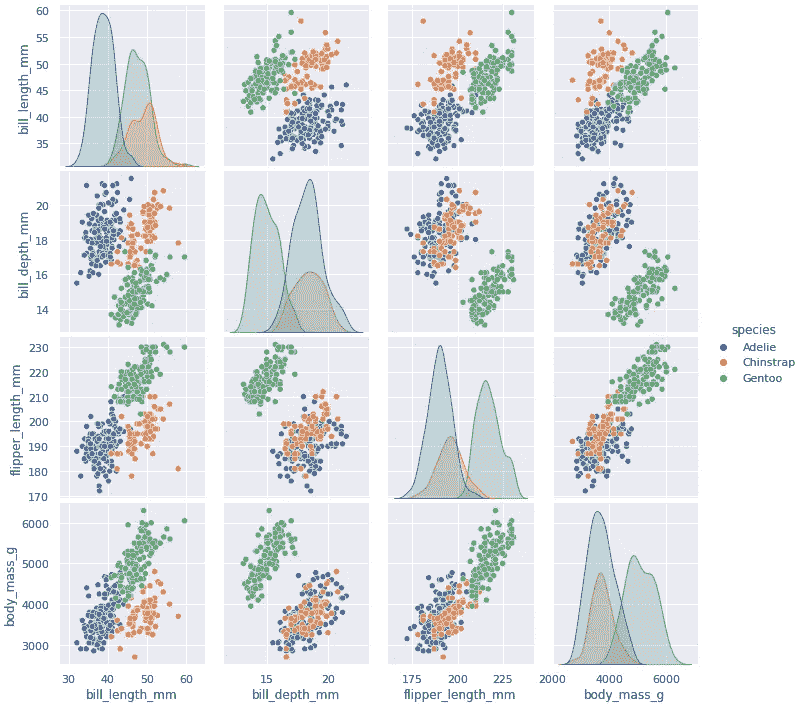 60
55
50
45
40
35
bill_length_mm
20
18
16
14
bill_depth_mm
230
220
210
200
190
180
170
flipper_length_mm
6000
5000
4000
3000
body_mass_g
30 40 50 60
bill_length_mm
15 20
bill_depth_mm
175 200 225
flipper_length_mm
2000 4000 6000
body_mass_g
species
Adelie
Chinstrap
Gentoo